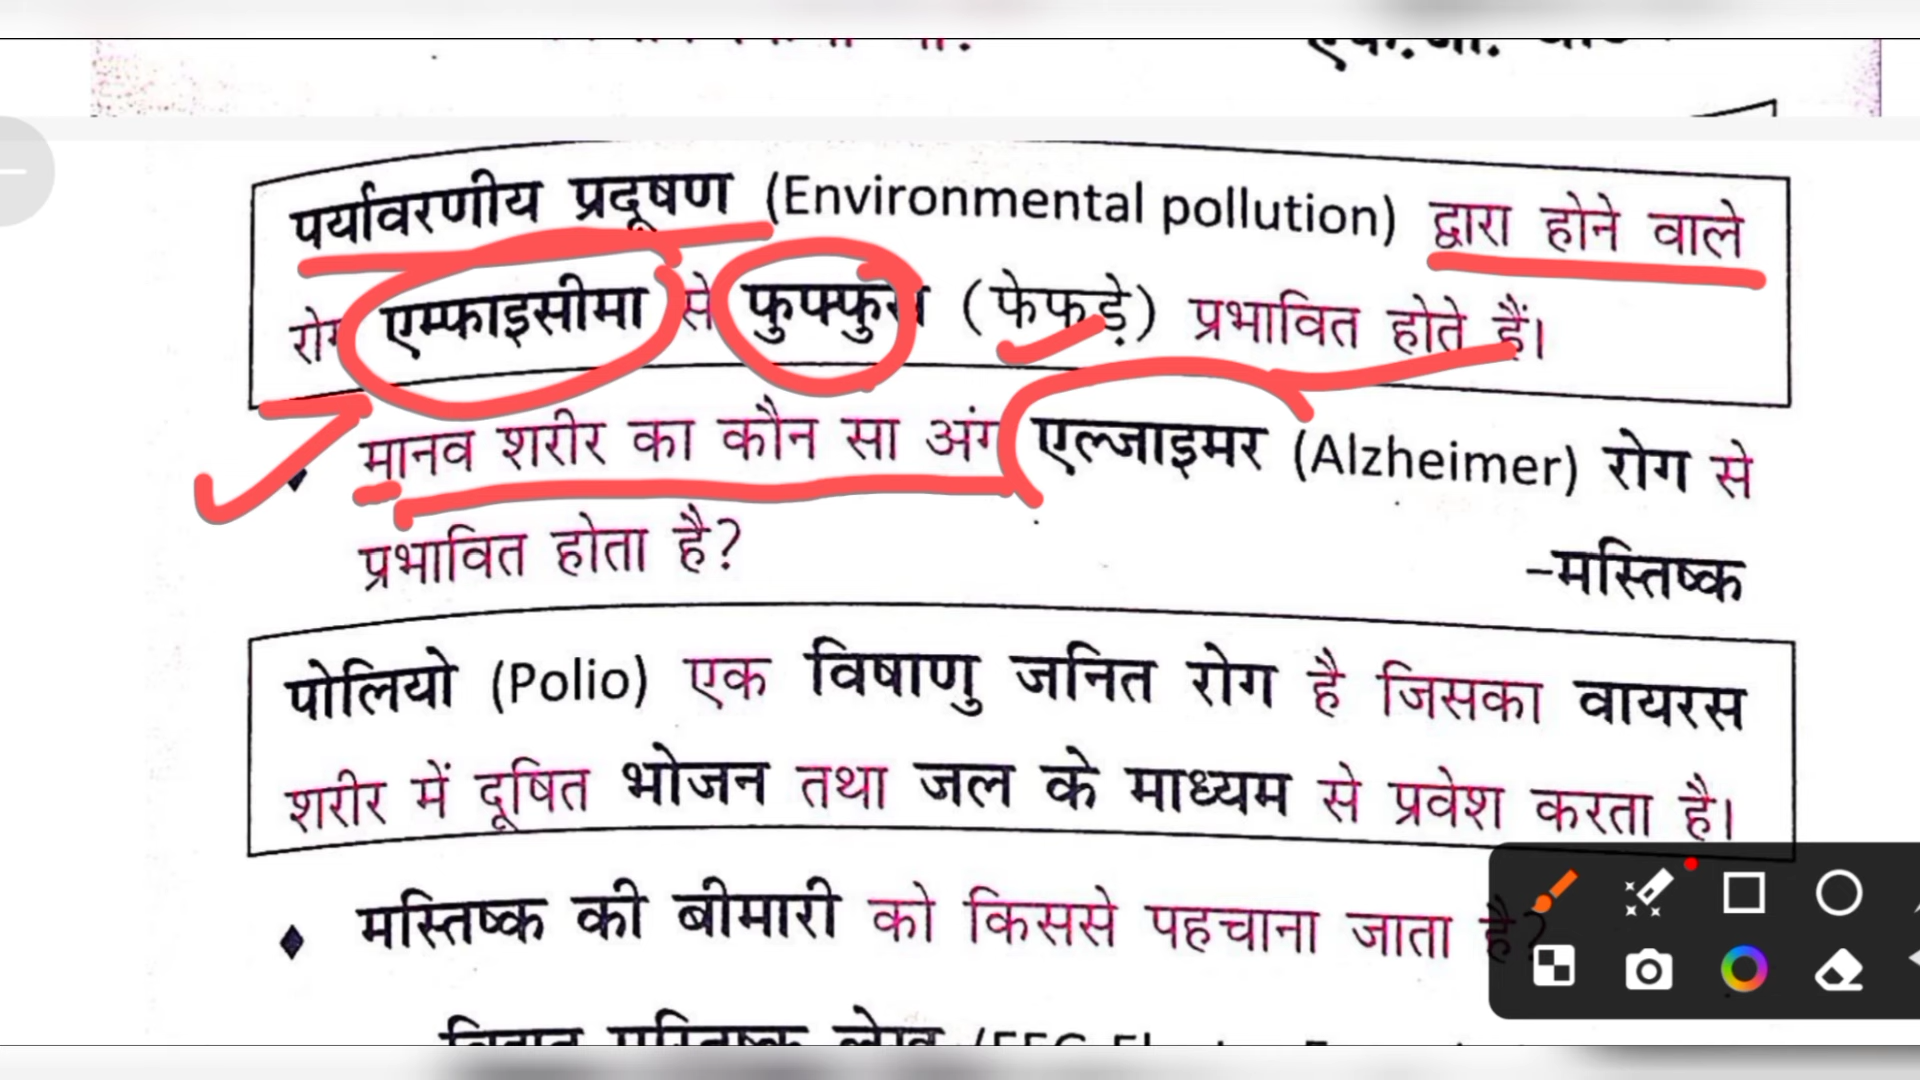 पर्यावरणीय प्रदूषण (Environmental pollution) द्वारा होने वाले
रोग एम्फाइसीमा से फुफ्फुस (फेफड़े) प्रभावित होते हैं।
मानव शरीर का कौन सा अंग एल्जाइमर (Alzheimer) रोग से
प्रभावित होता है?
–मस्तिष्क
पोलियो (Polio) एक विषाणु जनित रोग है जिसका वायरस
शरीर में दूषित भोजन तथा जल के माध्यम से प्रवेश करता है।
मस्तिष्क की बीमारी को किससे पहचाना जाता है?